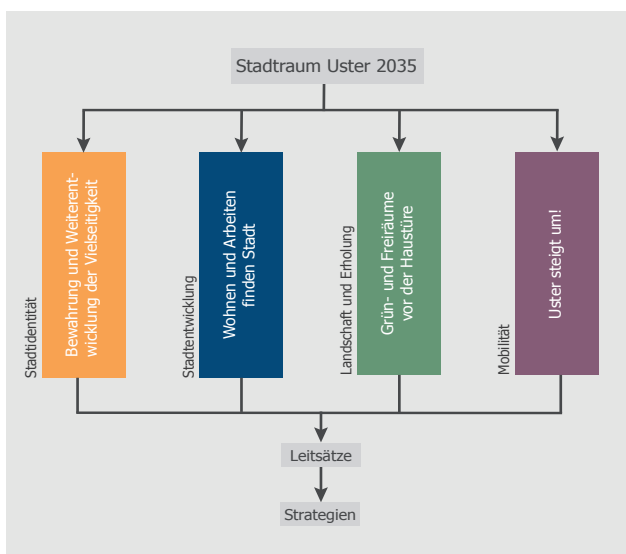 Stadtraum Uster 2035
Stadtidentität
Bewahrung und Weiterent-
wicklung der Vielseitigkeit
Stadtentwicklung
Wohnen und Arbeiten
finden Stadt
Landschaft und Erholung
Grün- und Freiräume
vor der Haustüre
Mobilität
Uster steigt um!
Leitsätze
Strategien